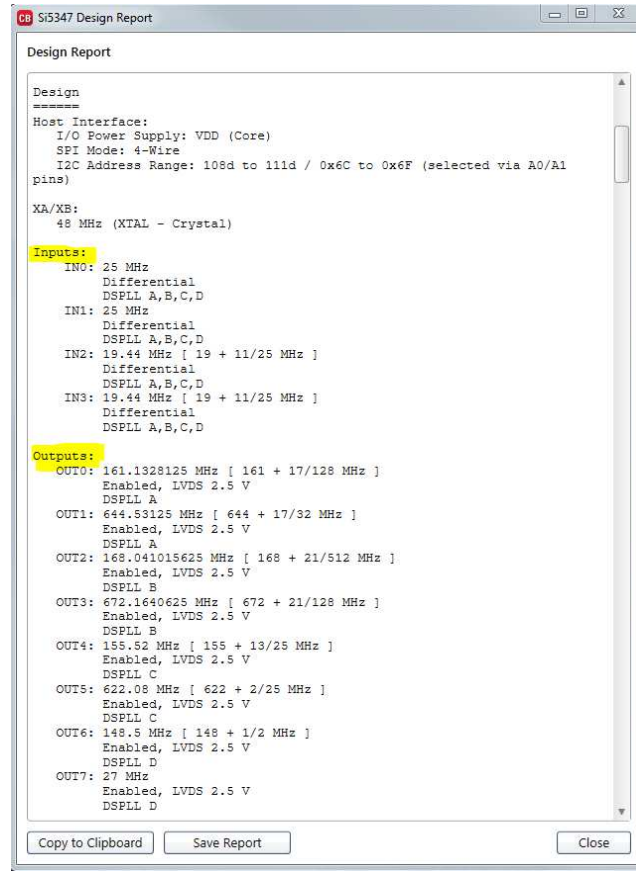 CB Si5347 Design Report
Design Report
Design
======
Host Interface:
I/O Power Supply: VDD (Core)
SPI Mode: 4-Wire
I2C Address Range: 108d to 111d / 0x6C to 0x6F (selected via A0/A1
pins)
XA/XB:
48 MHz (XTAL - Crystal)
Inputs:
IN0: 25 MHz
Differential
DSPLL A,B,C,D
IN1: 25 MHz
Differential
DSPLL A,B,C,D
IN2: 19.44 MHz [ 19 + 11/25 MHz ]
Differential
DSPLL A,B,C,D
IN3: 19.44 MHz [ 19 + 11/25 MHz ]
Differential
DSPLL A,B,C,D
Outputs:
OUT0: 161.1328125 MHz [ 161 + 17/128 MHz ]
Enabled, LVDS 2.5 V
DSPLL A
OUT1: 644.53125 MHz [ 644 + 17/32 MHz ]
Enabled, LVDS 2.5 V
DSPLL A
OUT2: 168.041015625 MHz [ 168 + 21/512 MHz ]
Enabled, LVDS 2.5 V
DSPLL B
OUT3: 672.1640625 MHz [ 672 + 21/128 MHz ]
Enabled, LVDS 2.5 V
DSPLL B
OUT4: 155.52 MHz [ 155 + 13/25 MHz ]
Enabled, LVDS 2.5 V
DSPLL C
OUT5: 622.08 MHz [ 622 + 2/25 MHz ]
Enabled, LVDS 2.5 V
DSPLL C
OUT6: 148.5 MHz [ 148 + 1/2 MHz ]
Enabled, LVDS 2.5 V
DSPLL D
OUT7: 27 MHz
Enabled, LVDS 2.5 V
DSPLL D
Copy to Clipboard Save Report Close